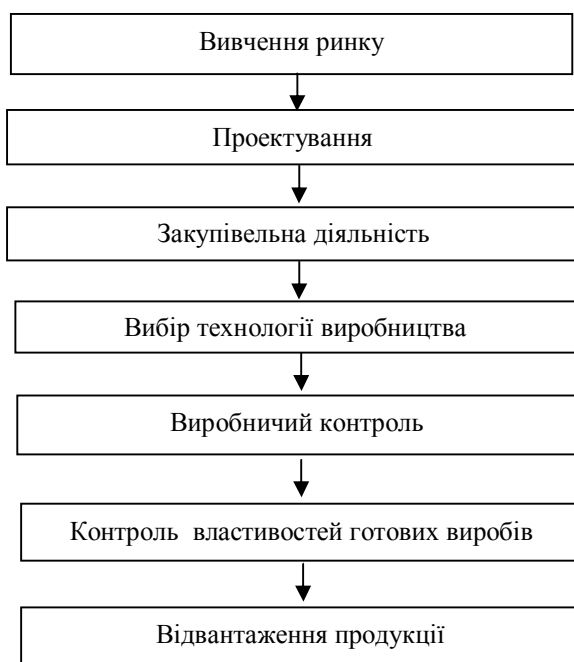 Вивчення ринку
Проектування
Закупівельна діяльність
Вибір технології виробництва
Виробничий контроль
Контроль властивостей готових виробів
Відвантаження продукції